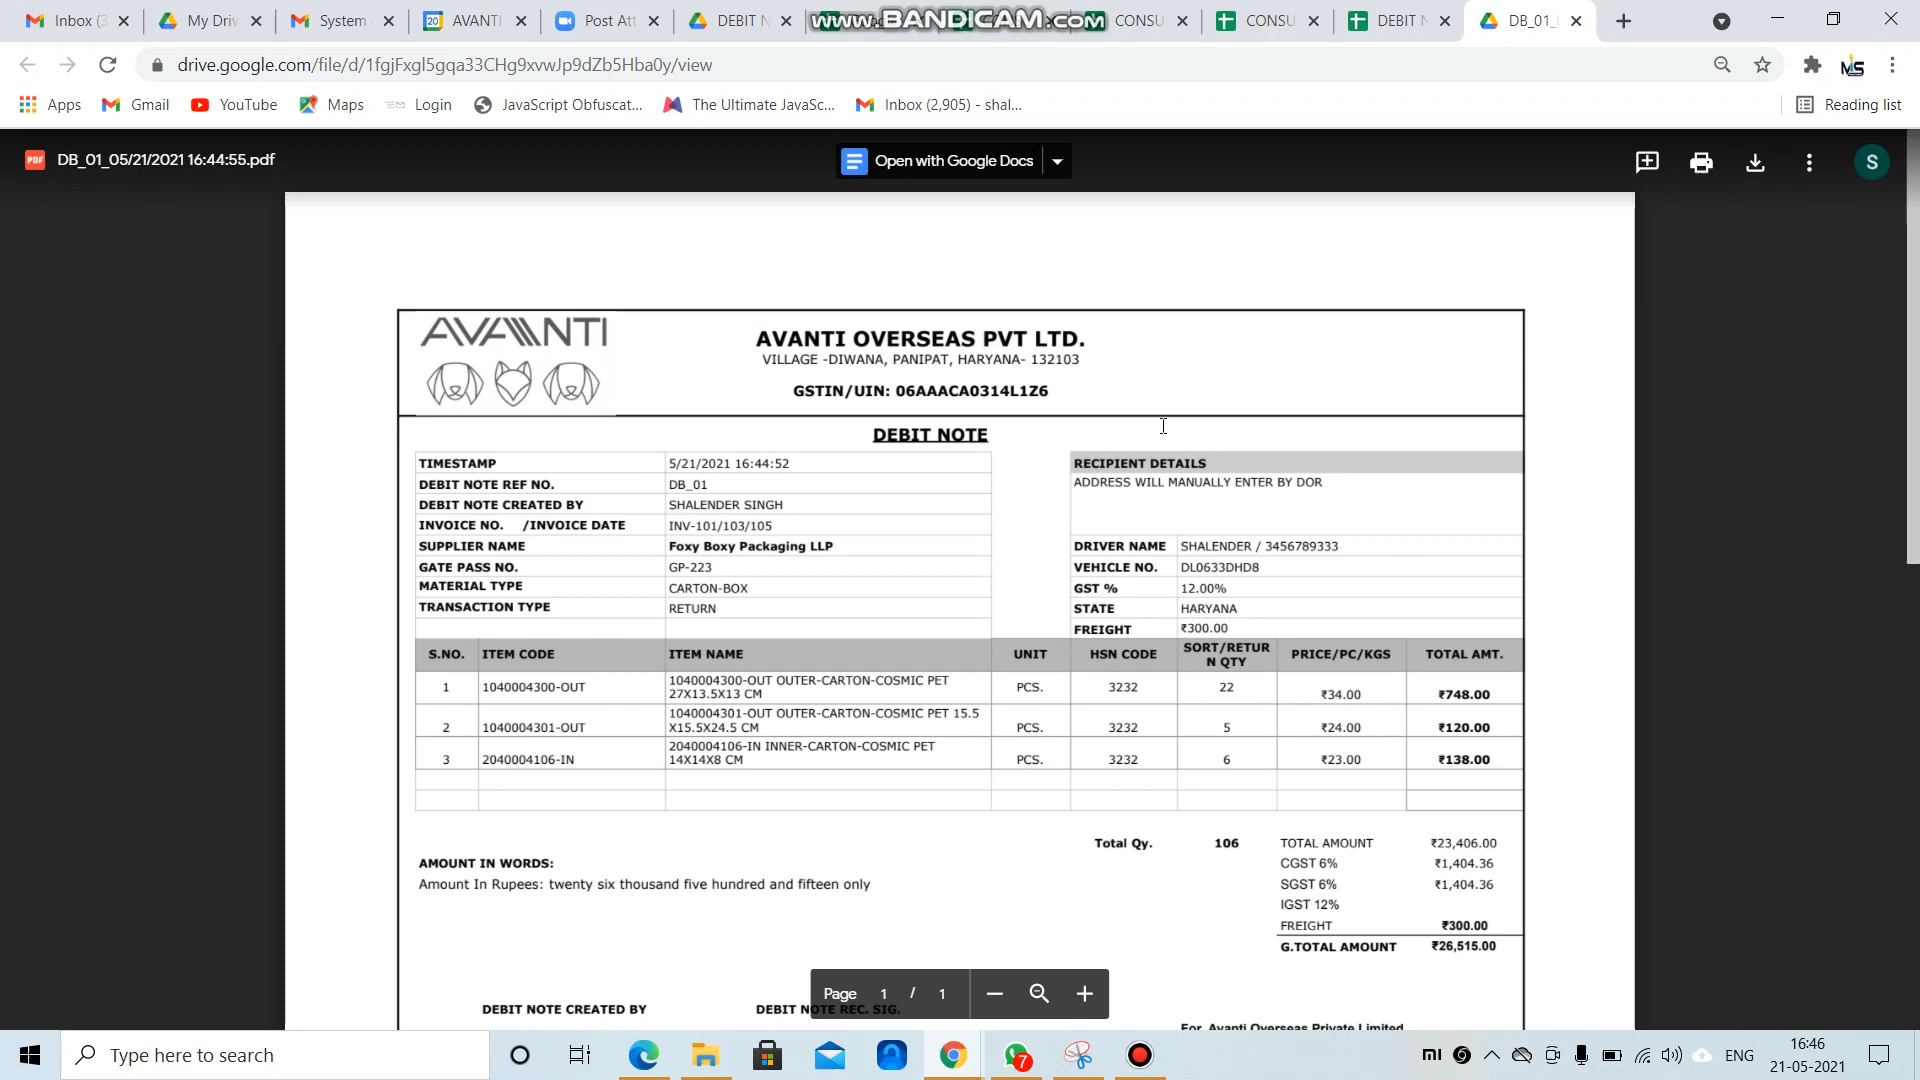 Inbox (3
My Driv
System
AVANTI
Post Att
DEBIT N
www.BANDICAM.com
CONSU
CONSU
DEBIT N
DB_01_
drive.google.com/file/d/1fgjFxgl5gqa33CHg9xvwJp9dZb5Hba0y/view
Apps
Gmail
YouTube
Maps
Login
JavaScript Obfuscat...
The Ultimate JavaSc...
Inbox (2,905) - shal...
Reading list
PDF
DB_01_05/21/2021 16:44:55.pdf
Open with Google Docs
S
AVANTI
AVANTI OVERSEAS PVT LTD.
VILLAGE -DIWANA, PANIPAT, HARYANA- 132103
GSTIN/UIN: 06AAACA0314L1Z6
DEBIT NOTE
TIMESTAMP 5/21/2021 16:44:52
DEBIT NOTE REF NO. DB_01
DEBIT NOTE CREATED BY SHALENDER SINGH
INVOICE NO. /INVOICE DATE INV-101/103/105
SUPPLIER NAME Foxy Boxy Packaging LLP
GATE PASS NO. GP-223
MATERIAL TYPE CARTON-BOX
TRANSACTION TYPE RETURN
RECIPIENT DETAILS
ADDRESS WILL MANUALLY ENTER BY DOR
DRIVER NAME SHALENDER / 3456789333
VEHICLE NO. DL0633DHD8
GST % 12.00%
STATE HARYANA
FREIGHT ₹300.00
S.NO. ITEM CODE ITEM NAME UNIT HSN CODE SORT/RETUR N QTY PRICE/PC/KGS TOTAL AMT.
1 1040004300-OUT 1040004300-OUT OUTER-CARTON-COSMIC PET 27X13.5X13 CM PCS. 3232 22 ₹34.00 ₹748.00
2 1040004301-OUT 1040004301-OUT OUTER-CARTON-COSMIC PET 15.5 X15.5X24.5 CM PCS. 3232 5 ₹24.00 ₹120.00
3 2040004106-IN 2040004106-IN INNER-CARTON-COSMIC PET 14X14X8 CM PCS. 3232 6 ₹23.00 ₹138.00
Total Qy. 106
TOTAL AMOUNT ₹23,406.00
CGST 6% ₹1,404.36
SGST 6% ₹1,404.36
IGST 12%
FREIGHT ₹300.00
G.TOTAL AMOUNT ₹26,515.00
AMOUNT IN WORDS:
Amount In Rupees: twenty six thousand five hundred and fifteen only
Page 1 / 1
DEBIT NOTE CREATED BY
DEBIT NOTE REC. SIG.
For Avanti Overseas Private Limited
Type here to search
7
MI
ENG
16:46
21-05-2021